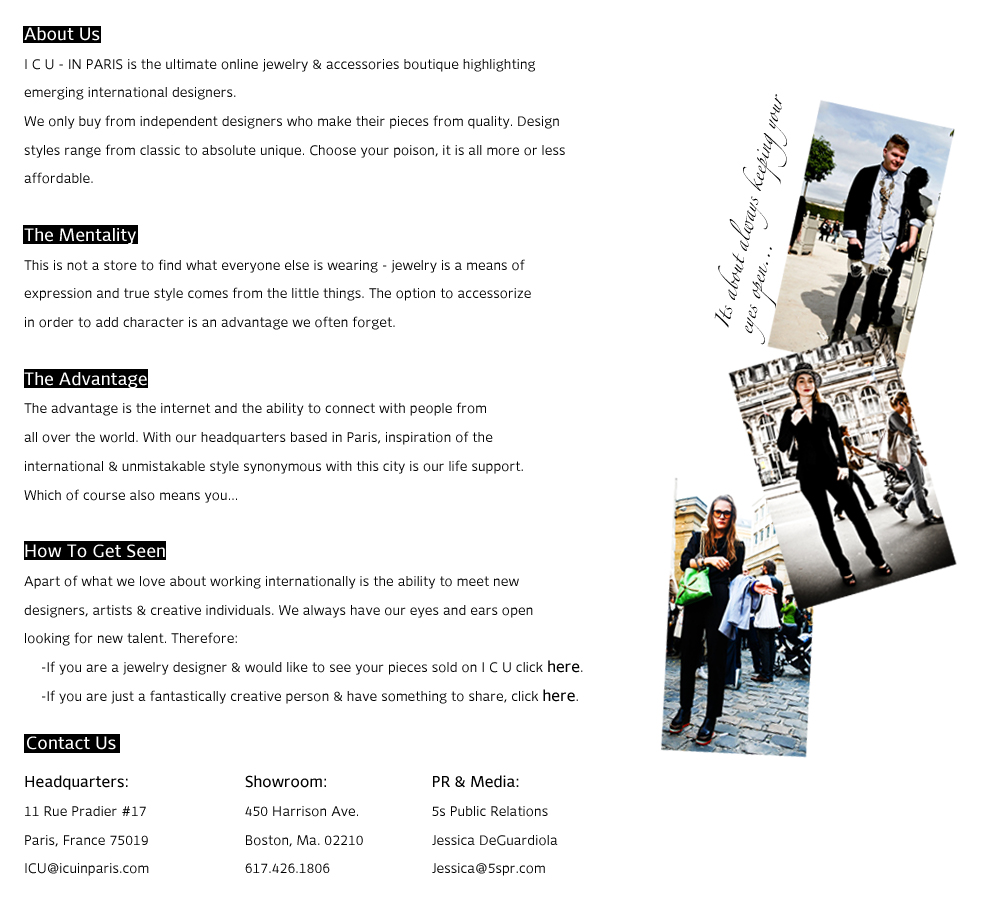 About Us
I C U - IN PARIS is the ultimate online jewelry & accessories boutique highlighting
emerging international designers.
We only buy from independent designers who make their pieces from quality. Design
styles range from classic to absolute unique. Choose your poison, it is all more or less
affordable.
The Mentality
This is not a store to find what everyone else is wearing - jewelry is a means of
expression and true style comes from the little things. The option to accessorize
in order to add character is an advantage we often forget.
The Advantage
The advantage is the internet and the ability to connect with people from
all over the world. With our headquarters based in Paris, inspiration of the
international & unmistakable style synonymous with this city is our life support.
Which of course also means you...
How To Get Seen
Apart of what we love about working internationally is the ability to meet new
designers, artists & creative individuals. We always have our eyes and ears open
looking for new talent. Therefore:
-If you are a jewelry designer & would like to see your pieces sold on I C U click here.
-If you are just a fantastically creative person & have something to share, click here.
Contact Us
Headquarters:
11 Rue Pradier #17
Paris, France 75019
ICU@icuinparis.com
Showroom:
450 Harrison Ave.
Boston, Ma. 02210
617.426.1806
PR & Media:
5s Public Relations
Jessica DeGuardiola
Jessica@5spr.com
Its about always keeping your
eyes open...